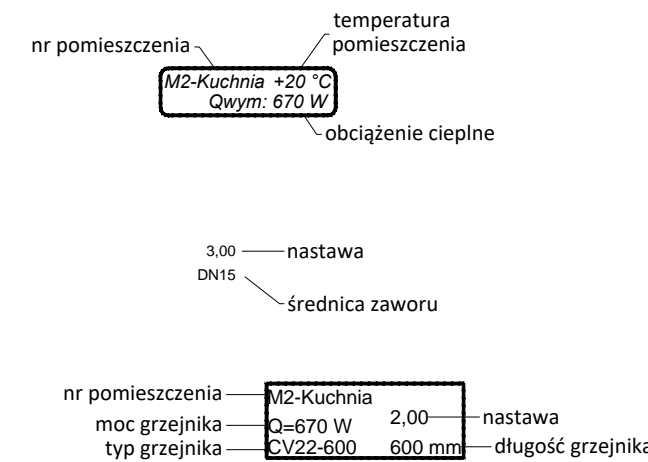 temperatura
nr pomieszczenia pomieszczenia
M2-Kuchnia +20 °C
Qwym: 670 W
obciążenie cieplne
3,00 nastawa
DN15
średnica zaworu
nr pomieszczenia M2-Kuchnia
moc grzejnika Q=670 W 2,00 nastawa
typ grzejnika CV22-600 600 mm długość grzejnika